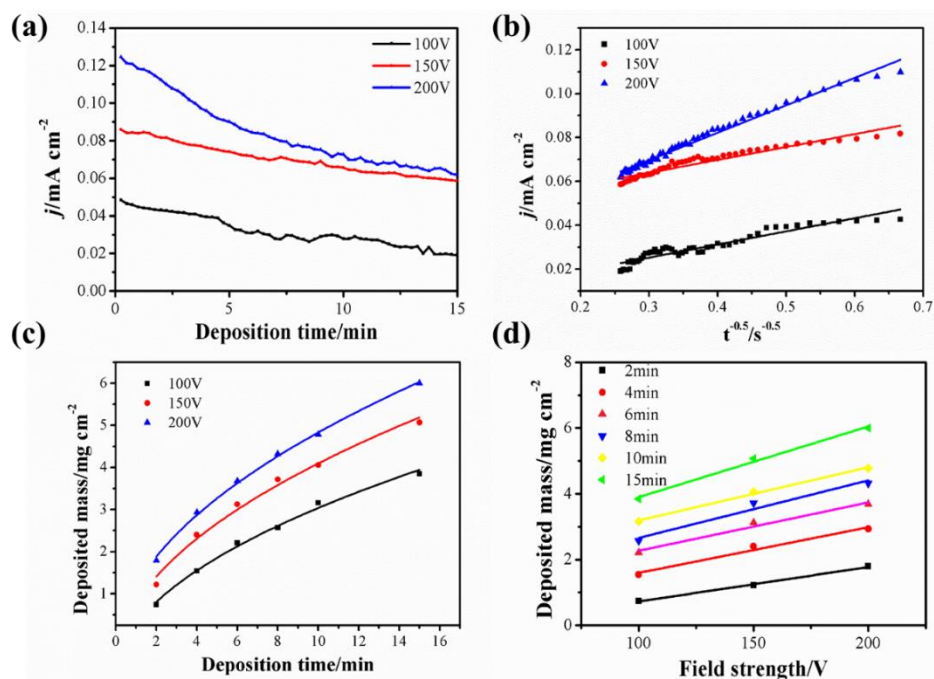 (a)
0.14
0.12
0.10
0.08
0.06
0.04
0.02
0.00
j/mA cm⁻²
100V
150V
200V
0
5
10
15
Deposition time/min
(b)
0.12
0.10
0.08
0.06
0.04
0.02
j/mA cm⁻²
100V
150V
200V
0.2
0.3
0.4
0.5
0.6
0.7
t⁻⁰·⁵/s⁻⁰·⁵
(c)
6
5
4
3
2
1
Deposited mass/mg cm⁻²
100V
150V
200V
0
2
4
6
8
10
12
14
16
Deposition time/min
(d)
8
6
4
2
0
Deposited mass/mg cm⁻²
2min
4min
6min
8min
10min
15min
100
150
200
Field strength/V